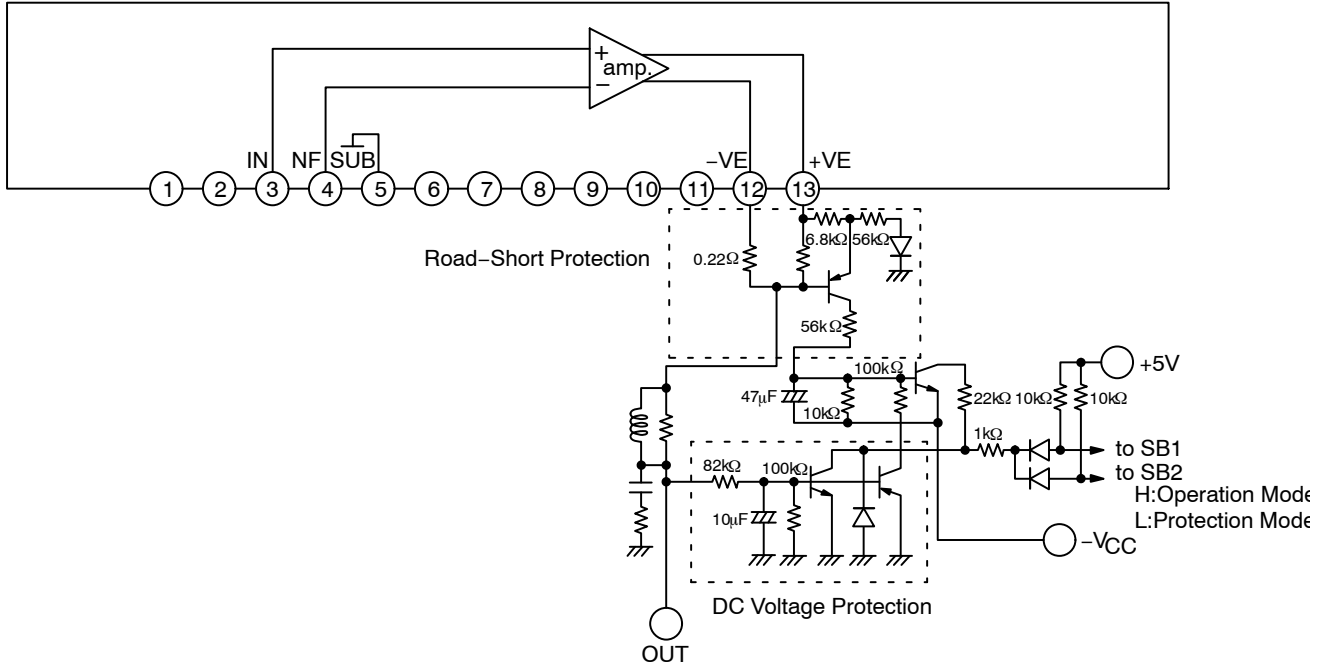 +
amp.
−
IN NF SUB −VE +VE
1 2 3 4 5 6 7 8 9 10 11 12 13
Road−Short Protection
0.22Ω
6.8kΩ 56kΩ
56kΩ
100kΩ
+5V
47μF
10kΩ
22kΩ 10kΩ 10kΩ
1kΩ
to SB1
to SB2
82kΩ 100kΩ
H:Operation Mode
L:Protection Mode
10μF
−VCC
DC Voltage Protection
OUT